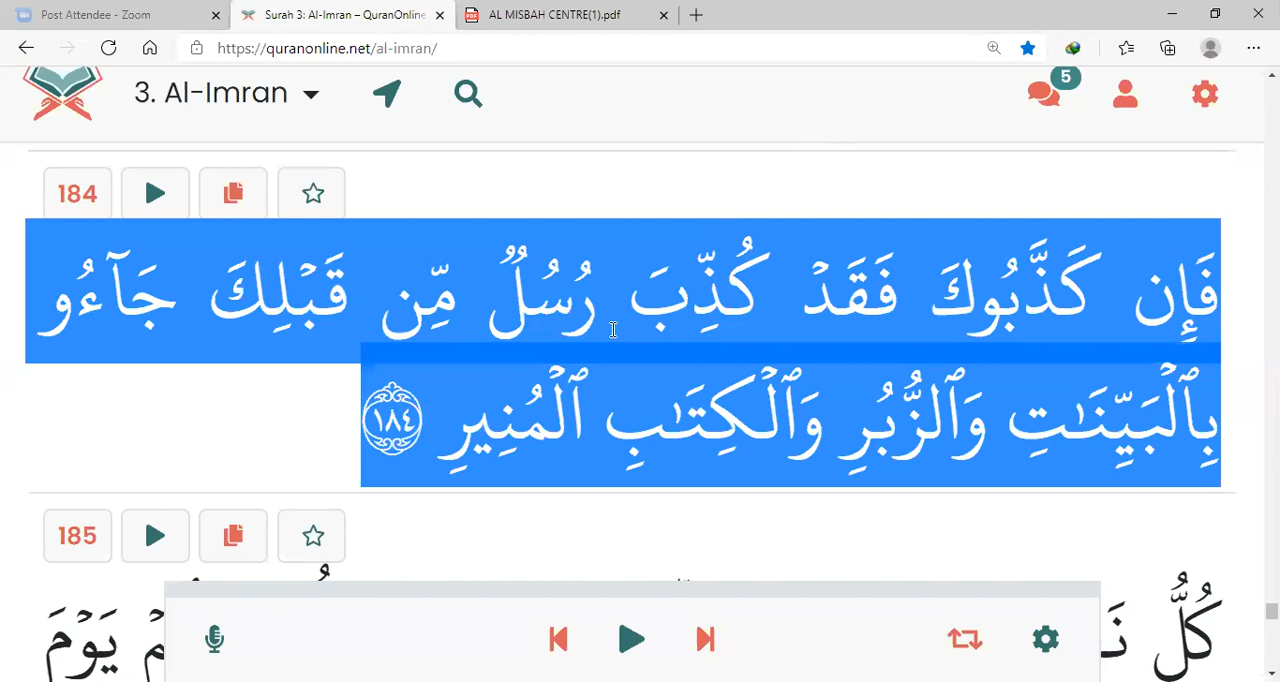 Post Attendee - Zoom
Surah 3: Al-Imran – QuranOnline
AL MISBAH CENTRE(1).pdf
https://quranonline.net/al-imran/
3. Al-Imran
5
184
فَإِن كَذَّبُوكَ فَقَدْ كُذِّبَ رُسُلٌ مِّن قَبْلِكَ جَآءُو
بِٱلْبَيِّنَـٰتِ وَٱلزُّبُرِ وَٱلْكِتَـٰبِ ٱلْمُنِيرِ ١٨٤
185
كُلُّ
يَوْمَ